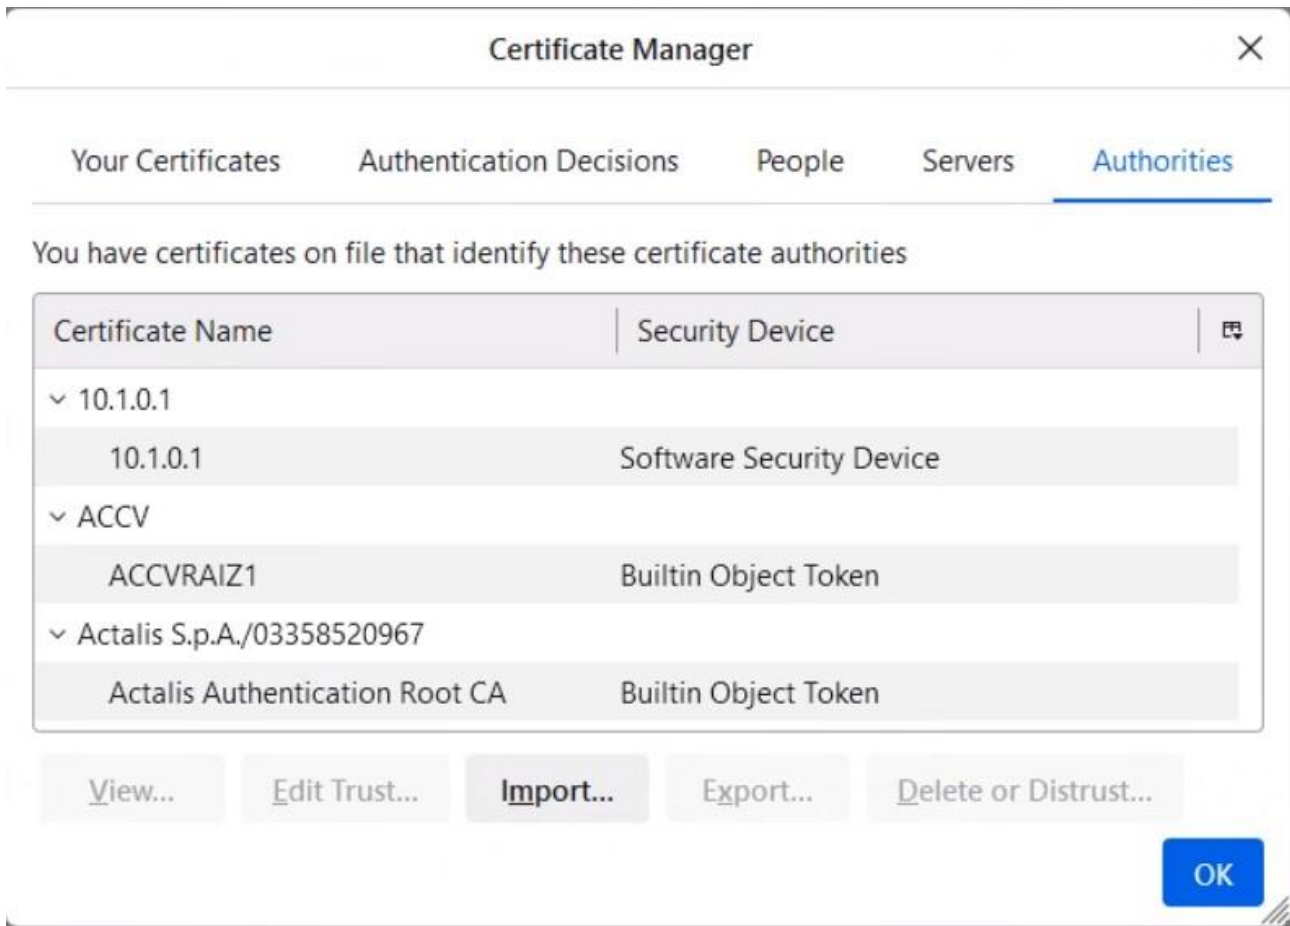 Certificate Manager
Your Certificates Authentication Decisions People Servers Authorities
You have certificates on file that identify these certificate authorities
Certificate Name Security Device
10.1.0.1
10.1.0.1 Software Security Device
ACCV
ACCVRAIZ1 Builtin Object Token
Actalis S.p.A./03358520967
Actalis Authentication Root CA Builtin Object Token
View... Edit Trust... Import... Export... Delete or Distrust...
OK